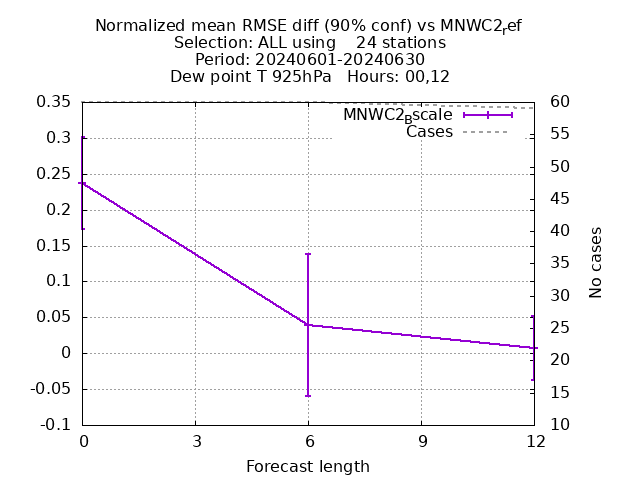 Normalized mean RMSE diff (90% conf) vs MNWC2ref
Selection: ALL using 24 stations
Period: 20240601-20240630
Dew point T 925hPa Hours: 00,12
MNWC2Bscale
Cases
0.35
0.3
0.25
0.2
0.15
0.1
0.05
0
-0.05
-0.1
60
55
50
45
40
35
30
25
20
15
10
No cases
0 3 6 9 12
Forecast length